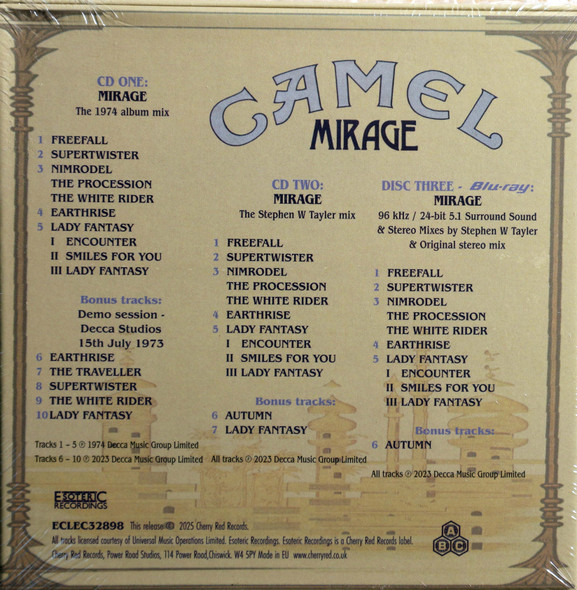 CAMEL
MIRAGE
CD ONE:
MIRAGE
The 1974 album mix
1 FREEFALL
2 SUPERTWISTER
3 NIMRODEL
THE PROCESSION
THE WHITE RIDER
4 EARTHRISE
5 LADY FANTASY
I ENCOUNTER
II SMILES FOR YOU
III LADY FANTASY
Bonus tracks:
Demo session -
Decca Studios
15th July 1973
6 EARTHRISE
7 THE TRAVELLER
8 SUPERTWISTER
9 THE WHITE RIDER
10 LADY FANTASY
Tracks 1 – 5 ℗ 1974 Decca Music Group Limited
Tracks 6 – 10 ℗ 2023 Decca Music Group Limited
CD TWO:
MIRAGE
The Stephen W Tayler mix
1 FREEFALL
2 SUPERTWISTER
3 NIMRODEL
THE PROCESSION
THE WHITE RIDER
4 EARTHRISE
5 LADY FANTASY
I ENCOUNTER
II SMILES FOR YOU
III LADY FANTASY
Bonus tracks:
6 AUTUMN
7 LADY FANTASY
All tracks ℗ 2023 Decca Music Group Limited
DISC THREE - Blu-ray:
MIRAGE
96 kHz / 24-bit 5.1 Surround Sound
& Stereo Mixes by Stephen W Tayler
& Original stereo mix
1 FREEFALL
2 SUPERTWISTER
3 NIMRODEL
THE PROCESSION
THE WHITE RIDER
4 EARTHRISE
5 LADY FANTASY
I ENCOUNTER
II SMILES FOR YOU
III LADY FANTASY
Bonus tracks:
6 AUTUMN
All tracks ℗ 2023 Decca Music Group Limited
ESOTERIC
RECORDINGS
ECLEC32898 This release ℗© 2025 Cherry Red Records.
All tracks licensed courtesy of Universal Music Operations Limited. Esoteric Recordings. Esoteric Recordings is a Cherry Red Records label.
Cherry Red Records, Power Road Studios, 114 Power Road, Chiswick. W4 5PY Made in EU www.cherryred.co.uk
A
B C